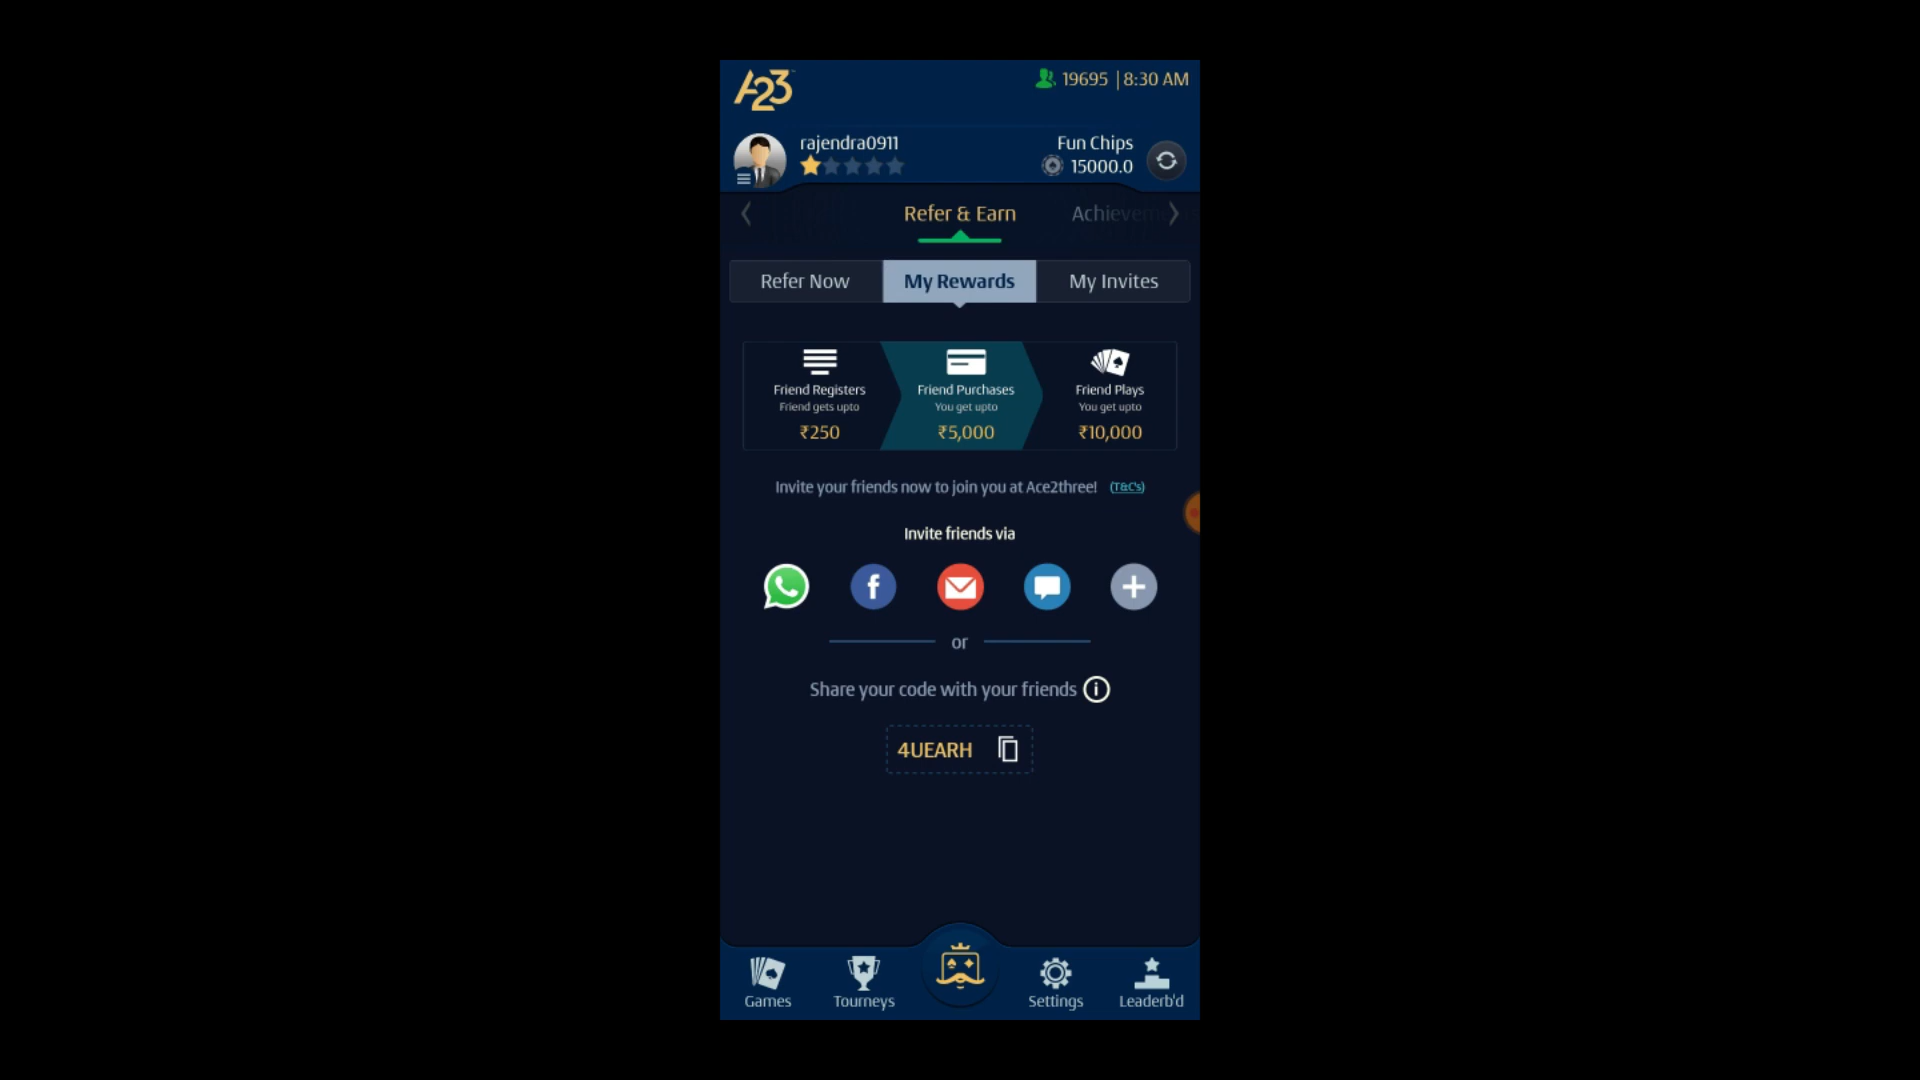 A23
19695 | 8:30 AM
rajendra0911
Fun Chips
15000.0
Refer & Earn
Achievem
Refer Now
My Rewards
My Invites
Friend Registers
Friend gets upto
₹250
Friend Purchases
You get upto
₹5,000
Friend Plays
You get upto
₹10,000
Invite your friends now to join you at Ace2three! (T&C's)
Invite friends via
or
Share your code with your friends
4UEARH
Games
Tourneys
Settings
Leaderb'd